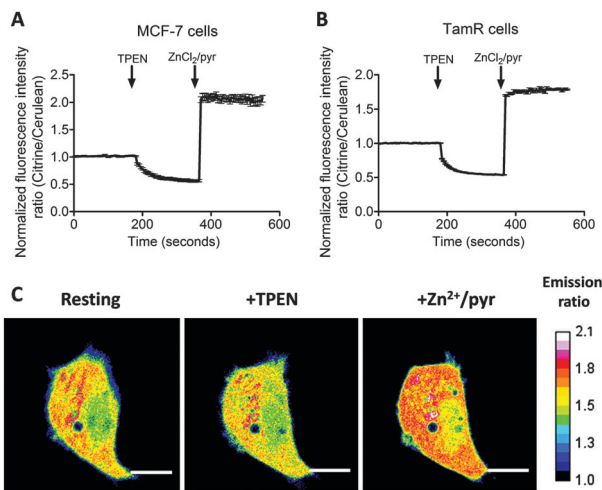 A
MCF-7 cells
TPEN
ZnCl₂/pyr
Normalized fluorescence intensity
ratio (Citrine/Cerulean)
2.5
2.0
1.5
1.0
0.5
0.0
0
200
400
600
Time (seconds)
B
TamR cells
TPEN
ZnCl₂/pyr
Normalized fluorescence intensity
ratio (Citrine/Cerulean)
2.0
1.5
1.0
0.5
0.0
0
200
400
600
Time (seconds)
C
Resting
+TPEN
+Zn²⁺/pyr
Emission
ratio
2.1
1.8
1.6
1.3
1.0